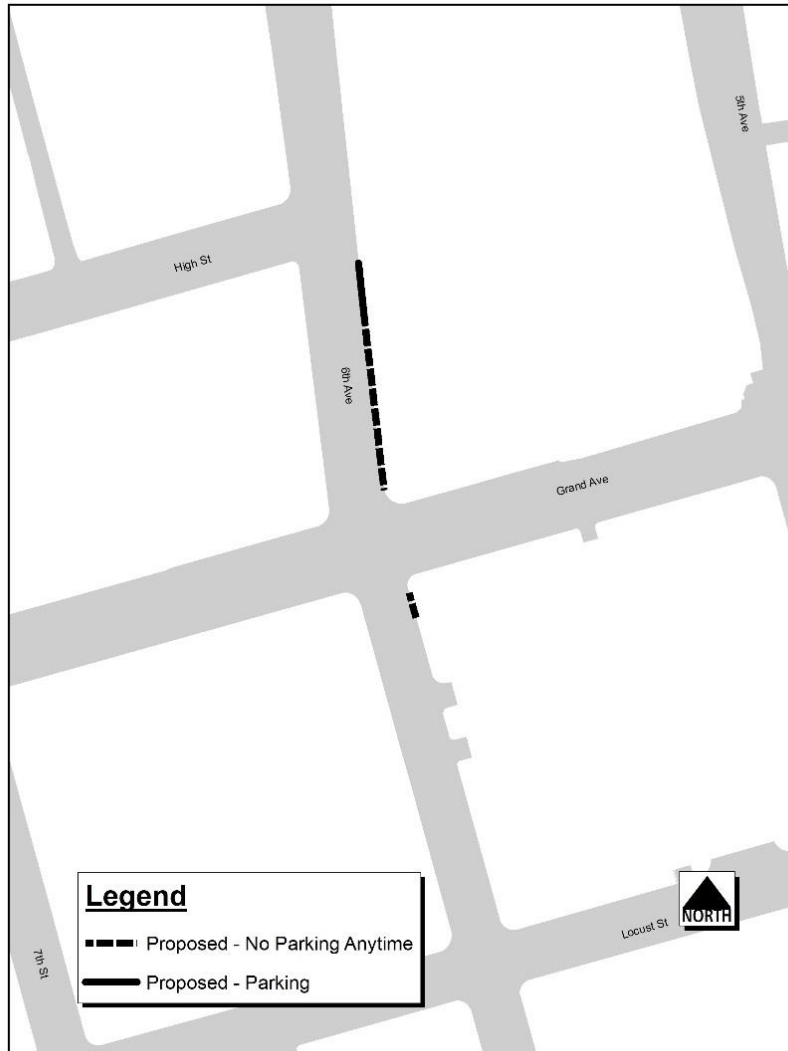 5th Ave
High St
6th Ave
Grand Ave
Legend
Proposed - No Parking Anytime
Proposed - Parking
NORTH
Locust St
7th St